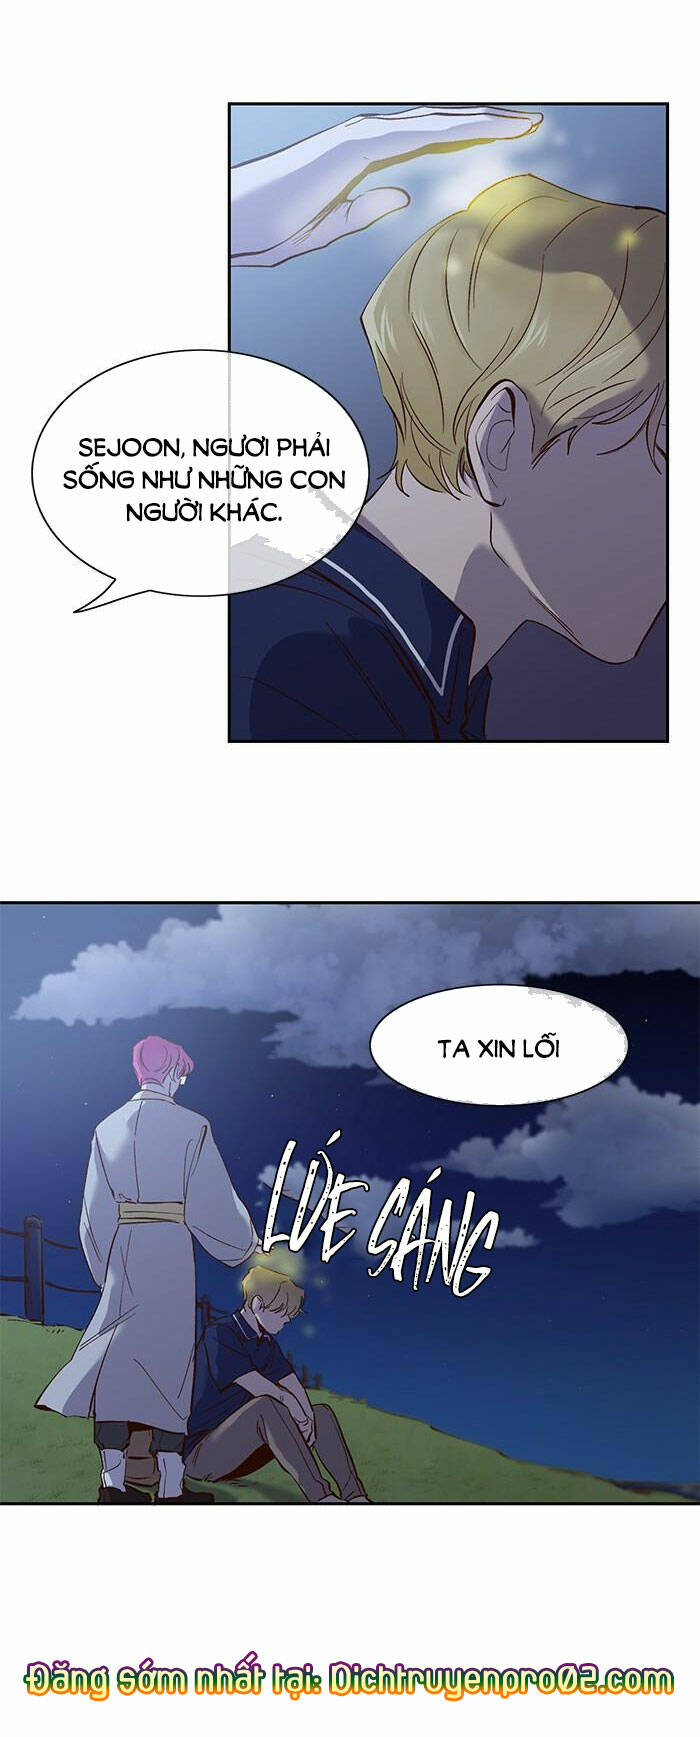 SEJOON, NGƯƠI PHẢI
SỐNG NHƯ NHỮNG CON
NGƯỜI KHÁC.
TA XIN LỖI
LÓE SÁNG
Đăng sớm nhất tại: Dichtruyenpro02.com